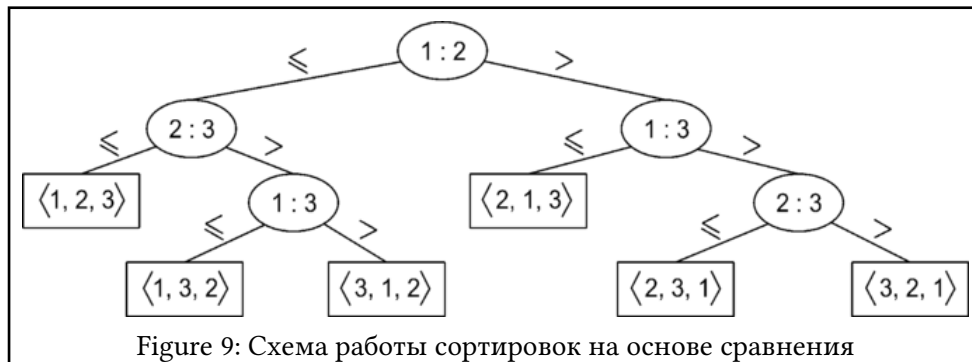 1 : 2
⩽ >
2 : 3 1 : 3
⩽ > ⩽ >
⟨1, 2, 3⟩ 1 : 3 ⟨2, 1, 3⟩ 2 : 3
⩽ > ⩽ >
⟨1, 3, 2⟩ ⟨3, 1, 2⟩ ⟨2, 3, 1⟩ ⟨3, 2, 1⟩
Figure 9: Схема работы сортировок на основе сравнения